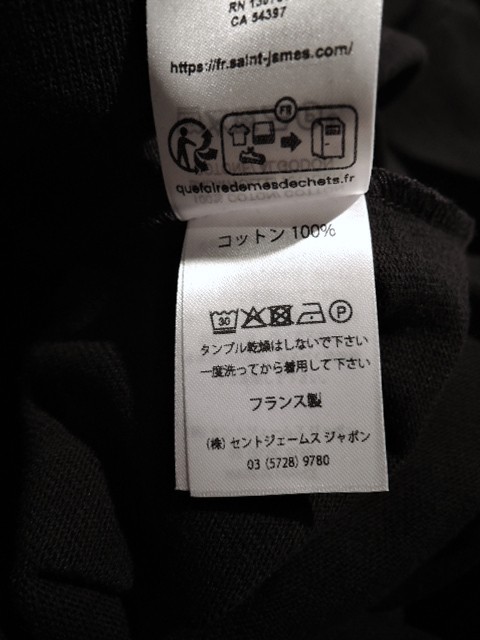 CA 54397
https://fr.saint-james.com/
FR
quefairedemesdechets.fr
コットン 100%
30
P
タンブル乾燥はしないで下さい
一度洗ってから着用して下さい
フランス製
(株) セントジェームス ジャポン
03 (5728) 9780